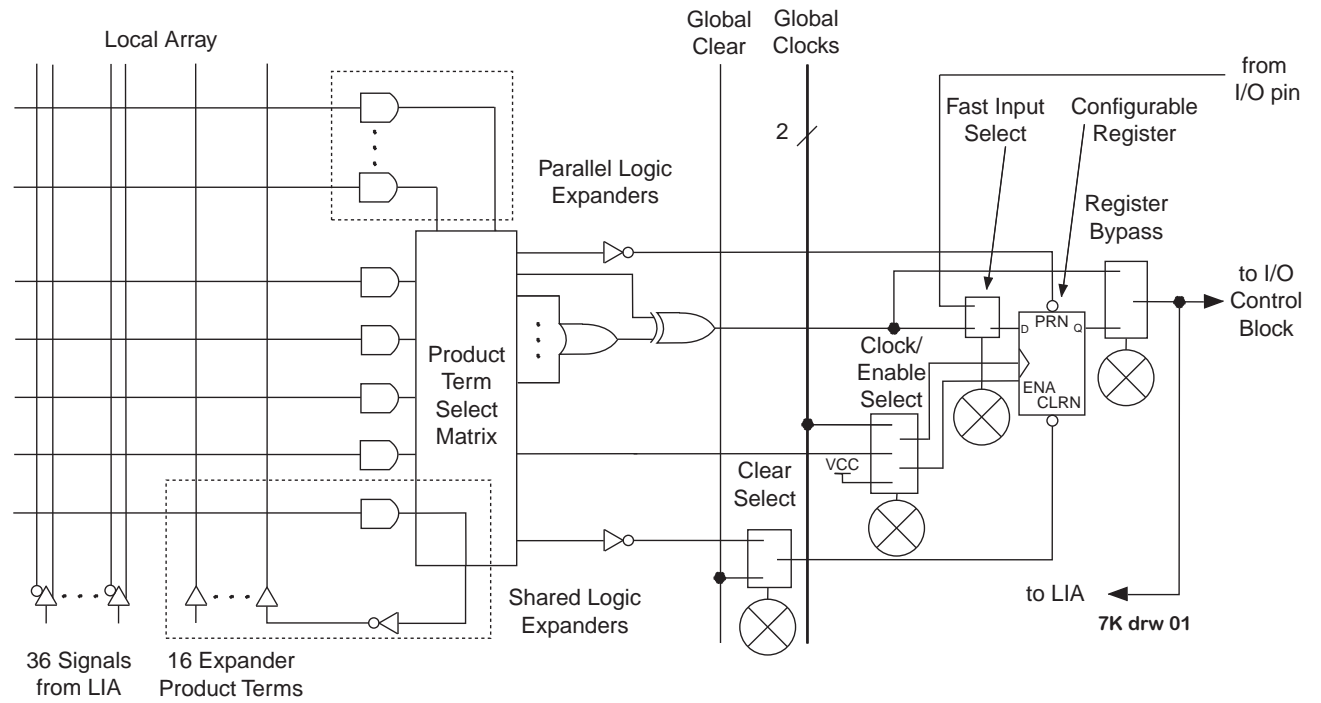 Local Array
Global
Clear
Global
Clocks
from
I/O pin
Fast Input
Select
Configurable
Register
2
Parallel Logic
Expanders
Register
Bypass
to I/O
Control
Block
PRN
D
Q
Clock/
Enable
Select
Product
Term
Select
Matrix
ENA
CLRN
VCC
Clear
Select
Shared Logic
Expanders
to LIA
7K drw 01
36 Signals
from LIA
16 Expander
Product Terms